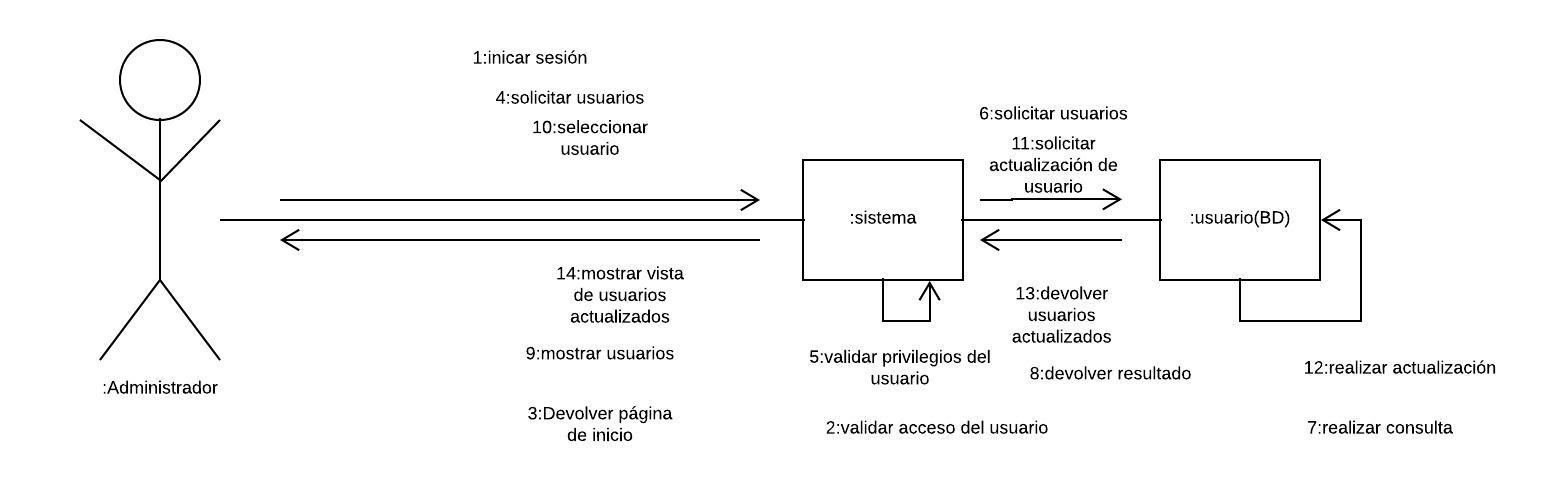 1:inicar sesión
4:solicitar usuarios
10:seleccionar
usuario
6:solicitar usuarios
11:solicitar
actualización de
usuario
:sistema
:usuario(BD)
14:mostrar vista
de usuarios
actualizados
13:devolver
usuarios
actualizados
9:mostrar usuarios
5:validar privilegios del
usuario
8:devolver resultado
12:realizar actualización
:Administrador
3:Devolver página
de inicio
2:validar acceso del usuario
7:realizar consulta